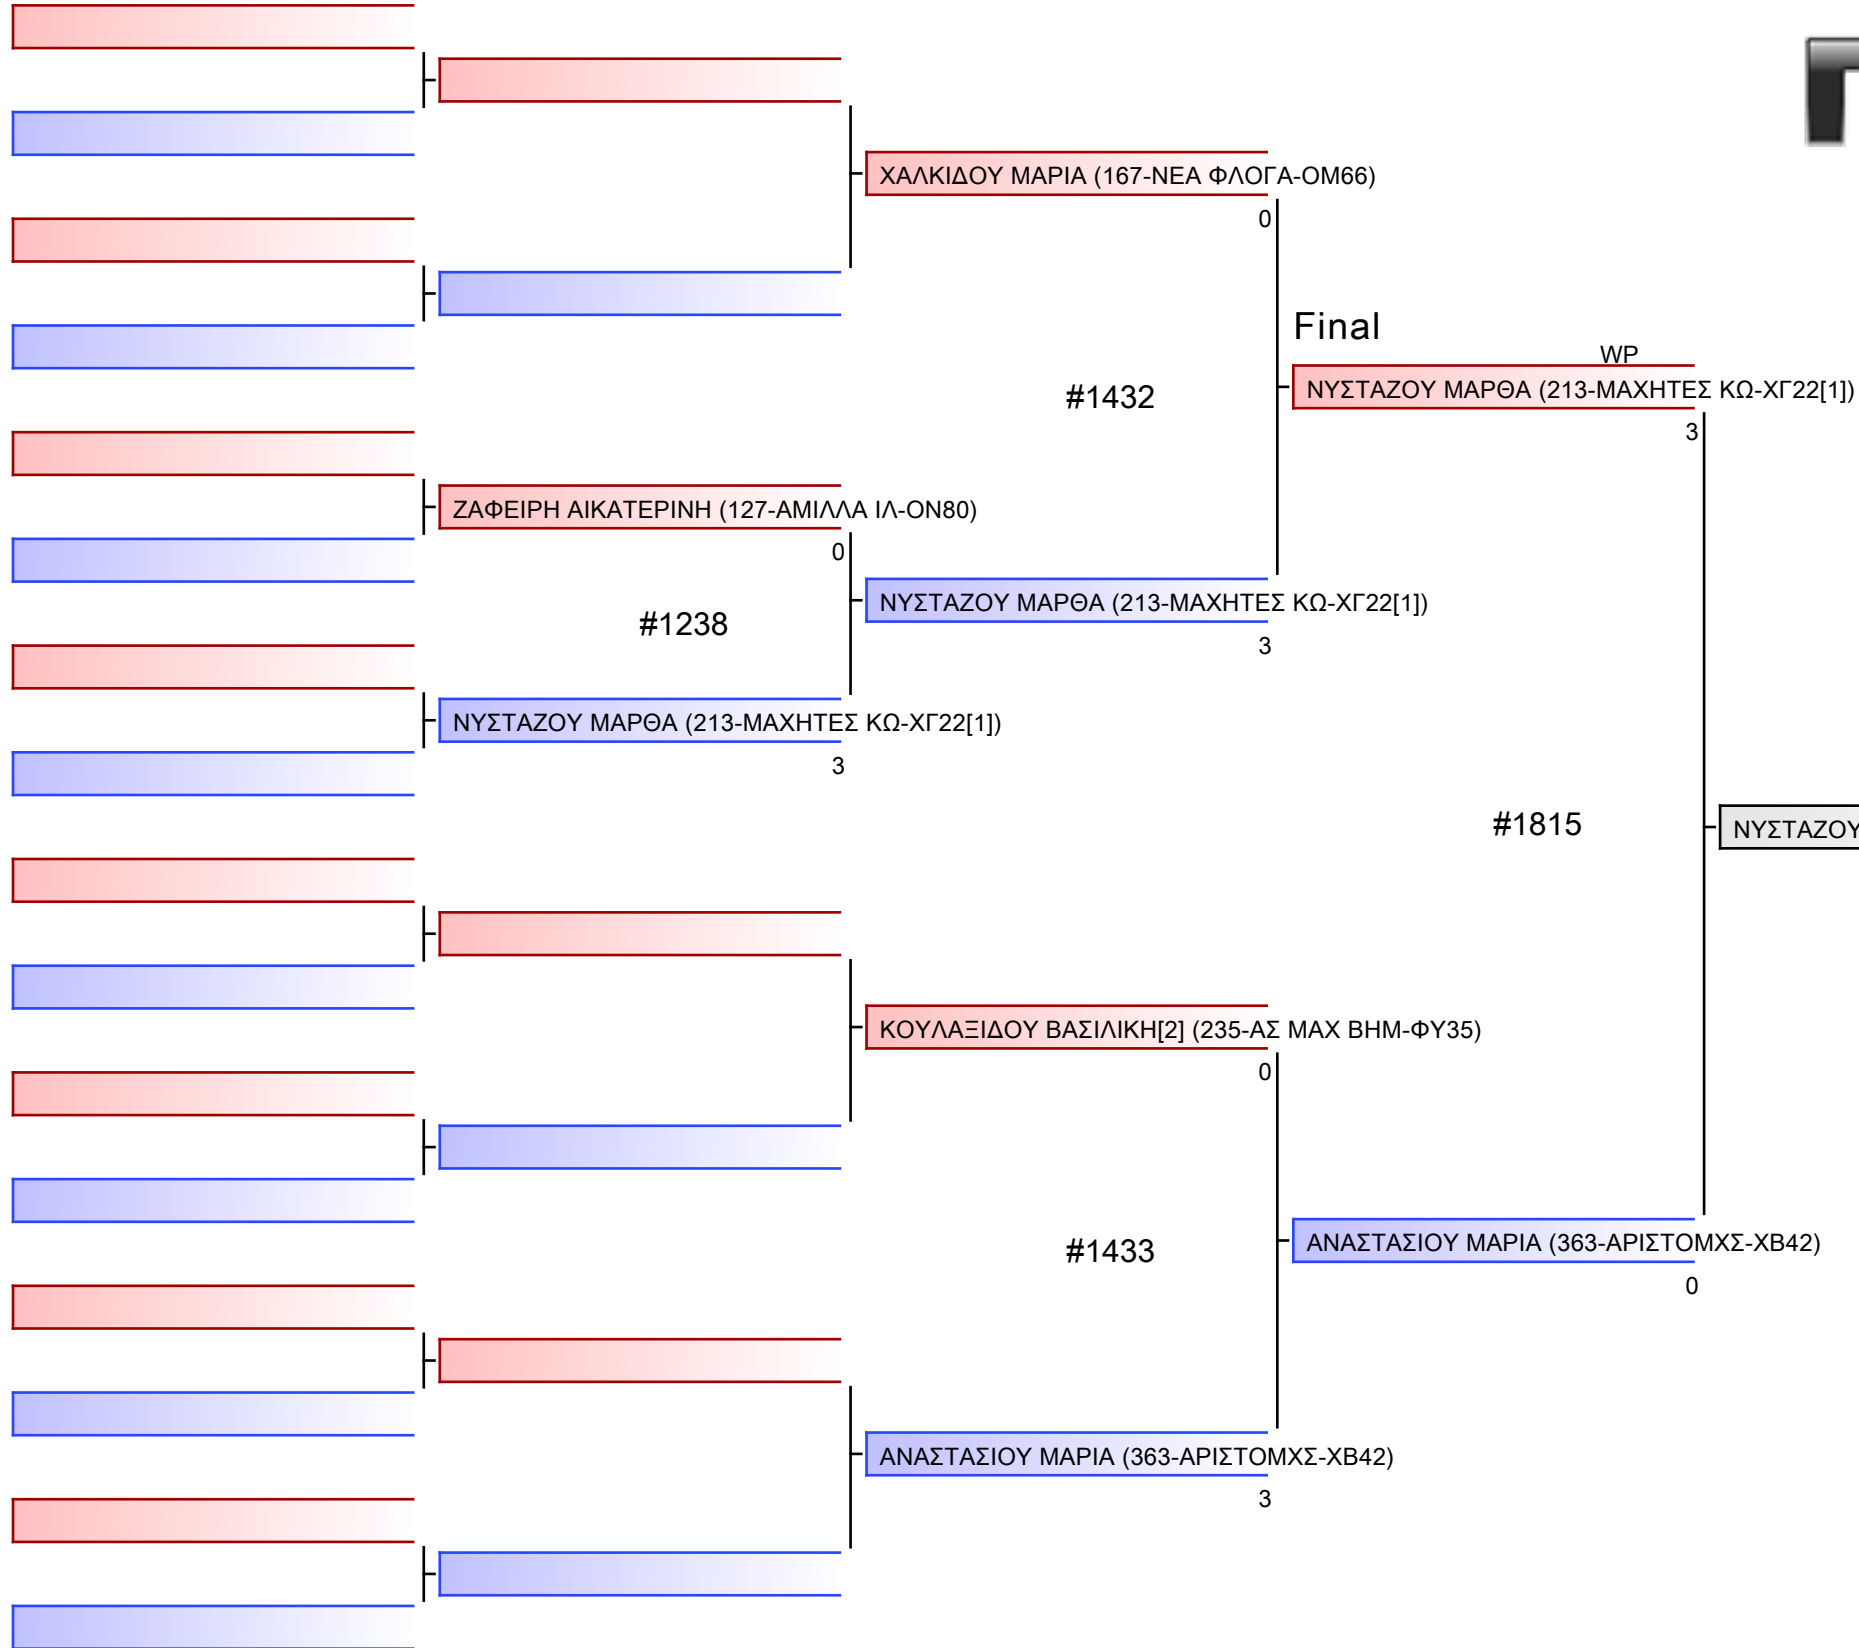 ΧΑΛΚΙΔΟΥ ΜΑΡΙΑ (167-ΝΕΑ ΦΛΟΓΑ-ΟΜ66)
0
Final
WP
#1432
ΝΥΣΤΑΖΟΥ ΜΑΡΘΑ (213-ΜΑΧΗΤΕΣ ΚΩ-ΧΓ22[1])
3
ΖΑΦΕΙΡΗ ΑΙΚΑΤΕΡΙΝΗ (127-ΑΜΙΛΛΑ ΙΛ-ΟΝ80)
0
#1238
ΝΥΣΤΑΖΟΥ ΜΑΡΘΑ (213-ΜΑΧΗΤΕΣ ΚΩ-ΧΓ22[1])
3
ΝΥΣΤΑΖΟΥ ΜΑΡΘΑ (213-ΜΑΧΗΤΕΣ ΚΩ-ΧΓ22[1])
3
#1815
ΝΥΣΤΑΖΟΥ
ΚΟΥΛΑΞΙΔΟΥ ΒΑΣΙΛΙΚΗ[2] (235-ΑΣ ΜΑΧ ΒΗΜ-ΦΥ35)
0
#1433
ΑΝΑΣΤΑΣΙΟΥ ΜΑΡΙΑ (363-ΑΡΙΣΤΟΜΧΣ-ΧΒ42)
0
ΑΝΑΣΤΑΣΙΟΥ ΜΑΡΙΑ (363-ΑΡΙΣΤΟΜΧΣ-ΧΒ42)
3